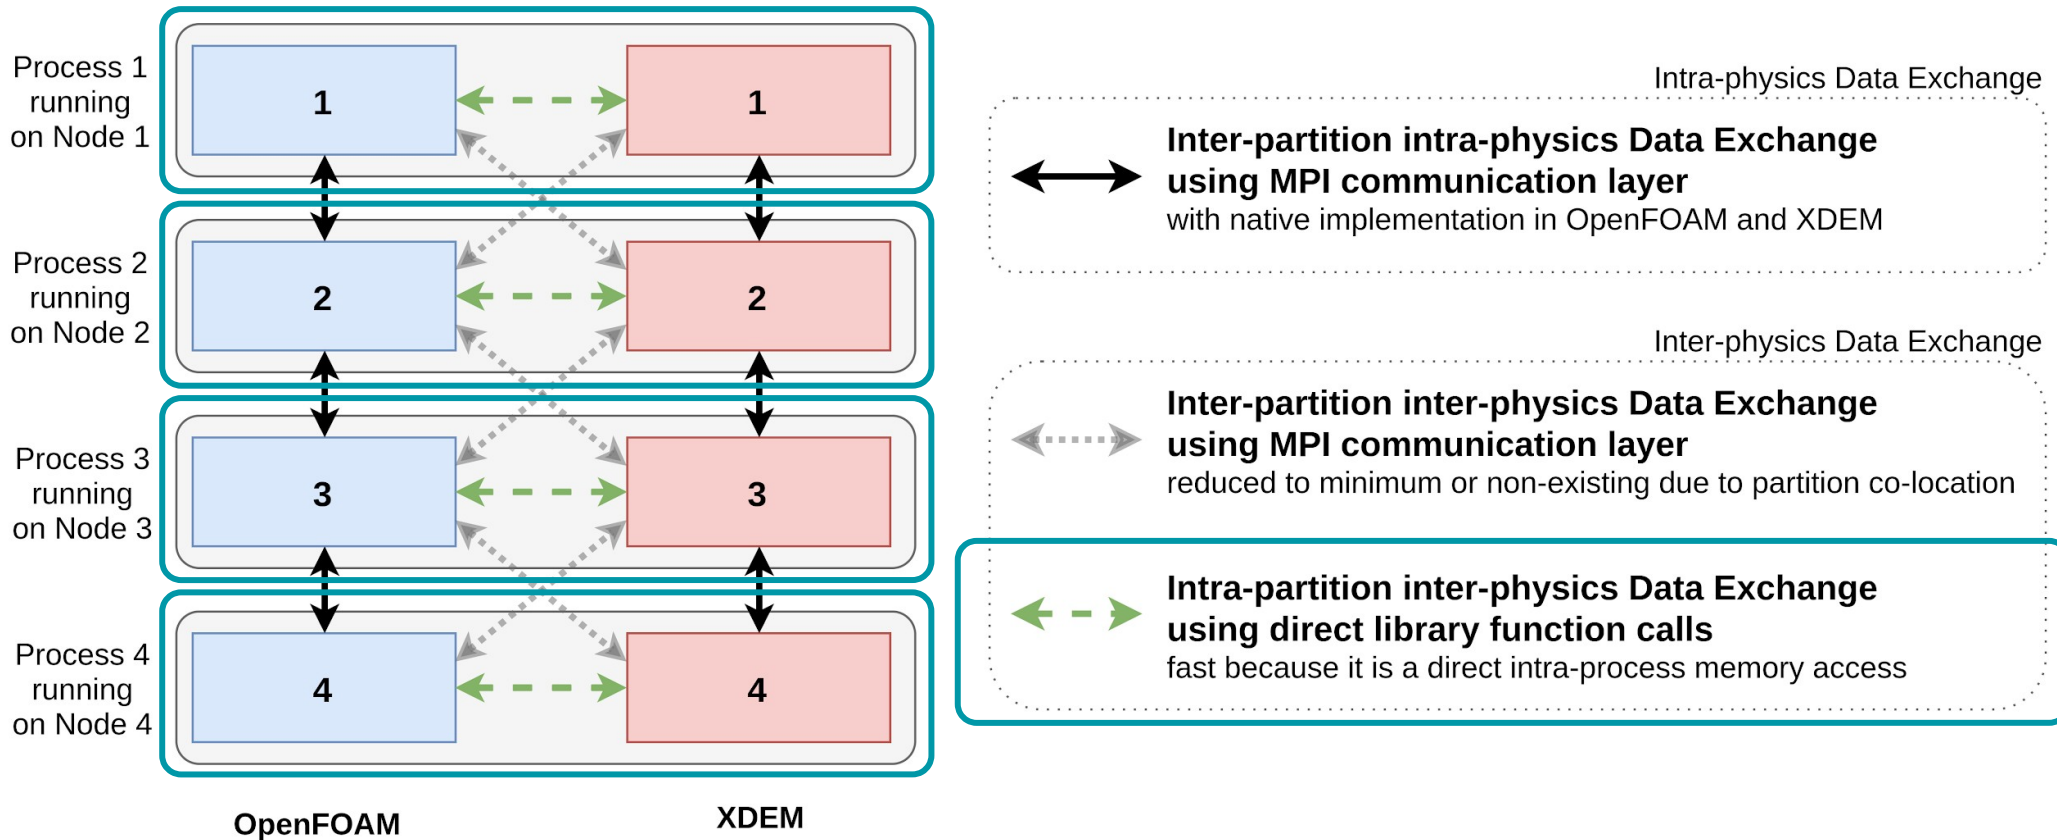 Process 1
running
on Node 1
1
1
Process 2
running
on Node 2
2
2
Process 3
running
on Node 3
3
3
Process 4
running
on Node 4
4
4
OpenFOAM
XDEM
Intra-physics Data Exchange
Inter-partition intra-physics Data Exchange
using MPI communication layer
with native implementation in OpenFOAM and XDEM
Inter-physics Data Exchange
Inter-partition inter-physics Data Exchange
using MPI communication layer
reduced to minimum or non-existing due to partition co-location
Intra-partition inter-physics Data Exchange
using direct library function calls
fast because it is a direct intra-process memory access